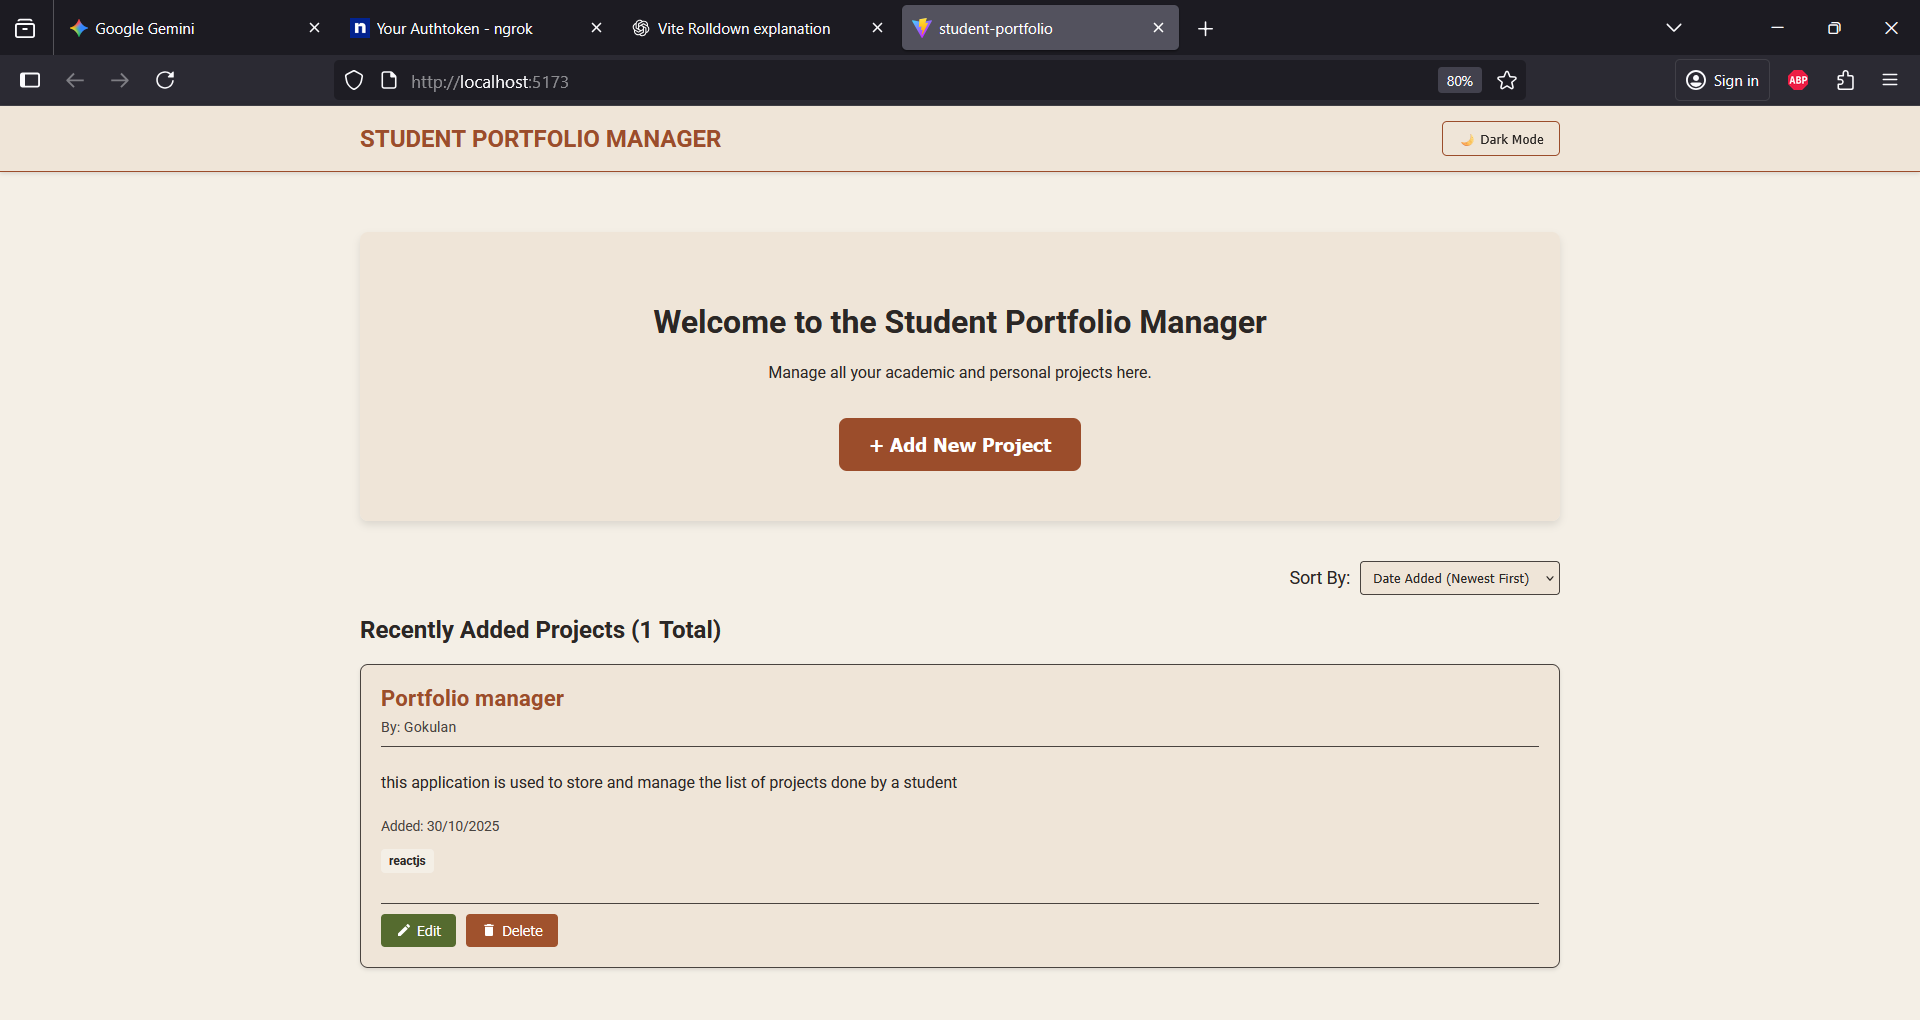 Google Gemini
Your Authtoken - ngrok
Vite Rolldown explanation
student-portfolio
http://localhost:5173
80%
Sign in
ABP
STUDENT PORTFOLIO MANAGER
Dark Mode
Welcome to the Student Portfolio Manager
Manage all your academic and personal projects here.
+ Add New Project
Sort By: Date Added (Newest First)
Recently Added Projects (1 Total)
Portfolio manager
By: Gokulan
this application is used to store and manage the list of projects done by a student
Added: 30/10/2025
reactjs
Edit
Delete